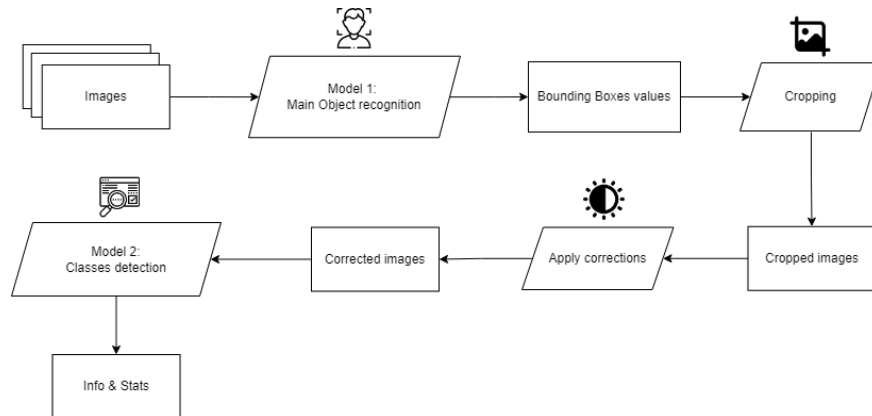 Images
Model 1:
Main Object recognition
Bounding Boxes values
Cropping
Model 2:
Classes detection
Corrected images
Apply corrections
Cropped images
Info & Stats